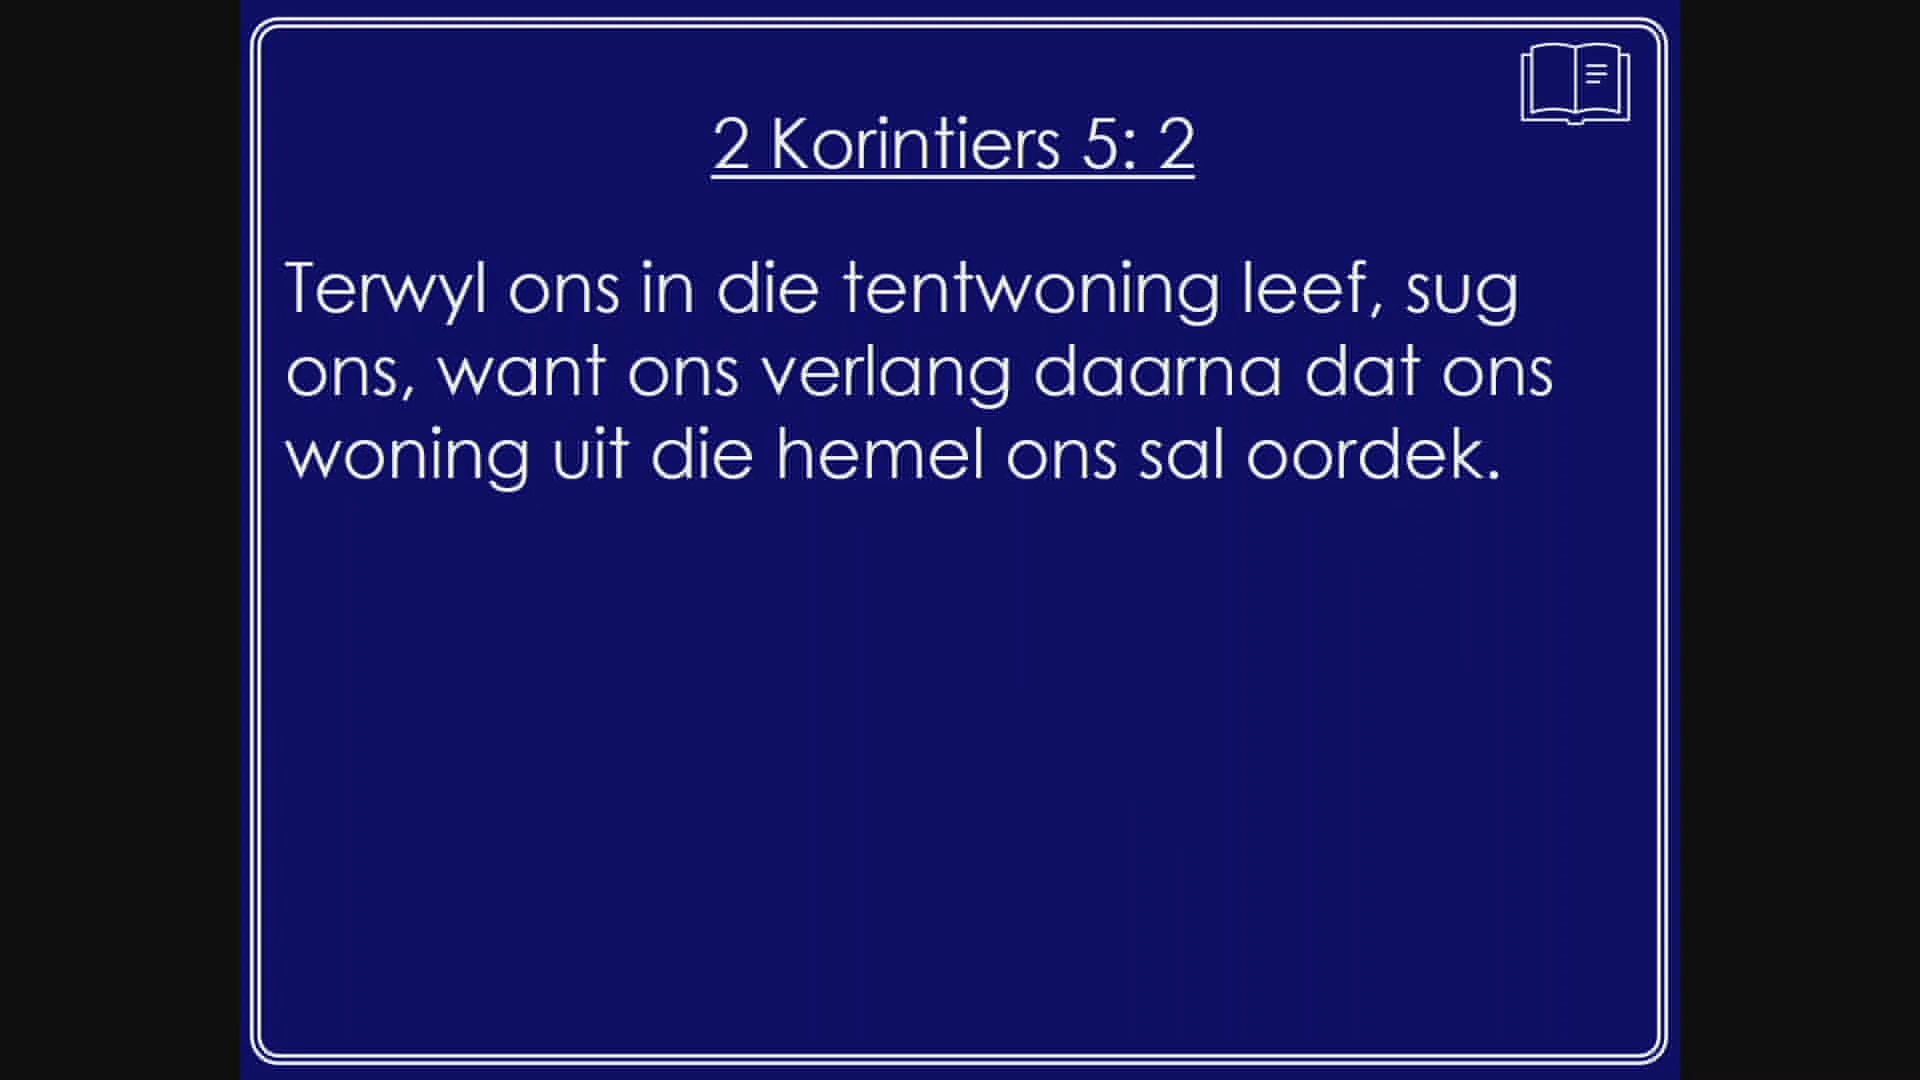 2 Korintiers 5: 2
Terwyl ons in die tentwoning leef, sug
ons, want ons verlang daarna dat ons
woning uit die hemel ons sal oordek.